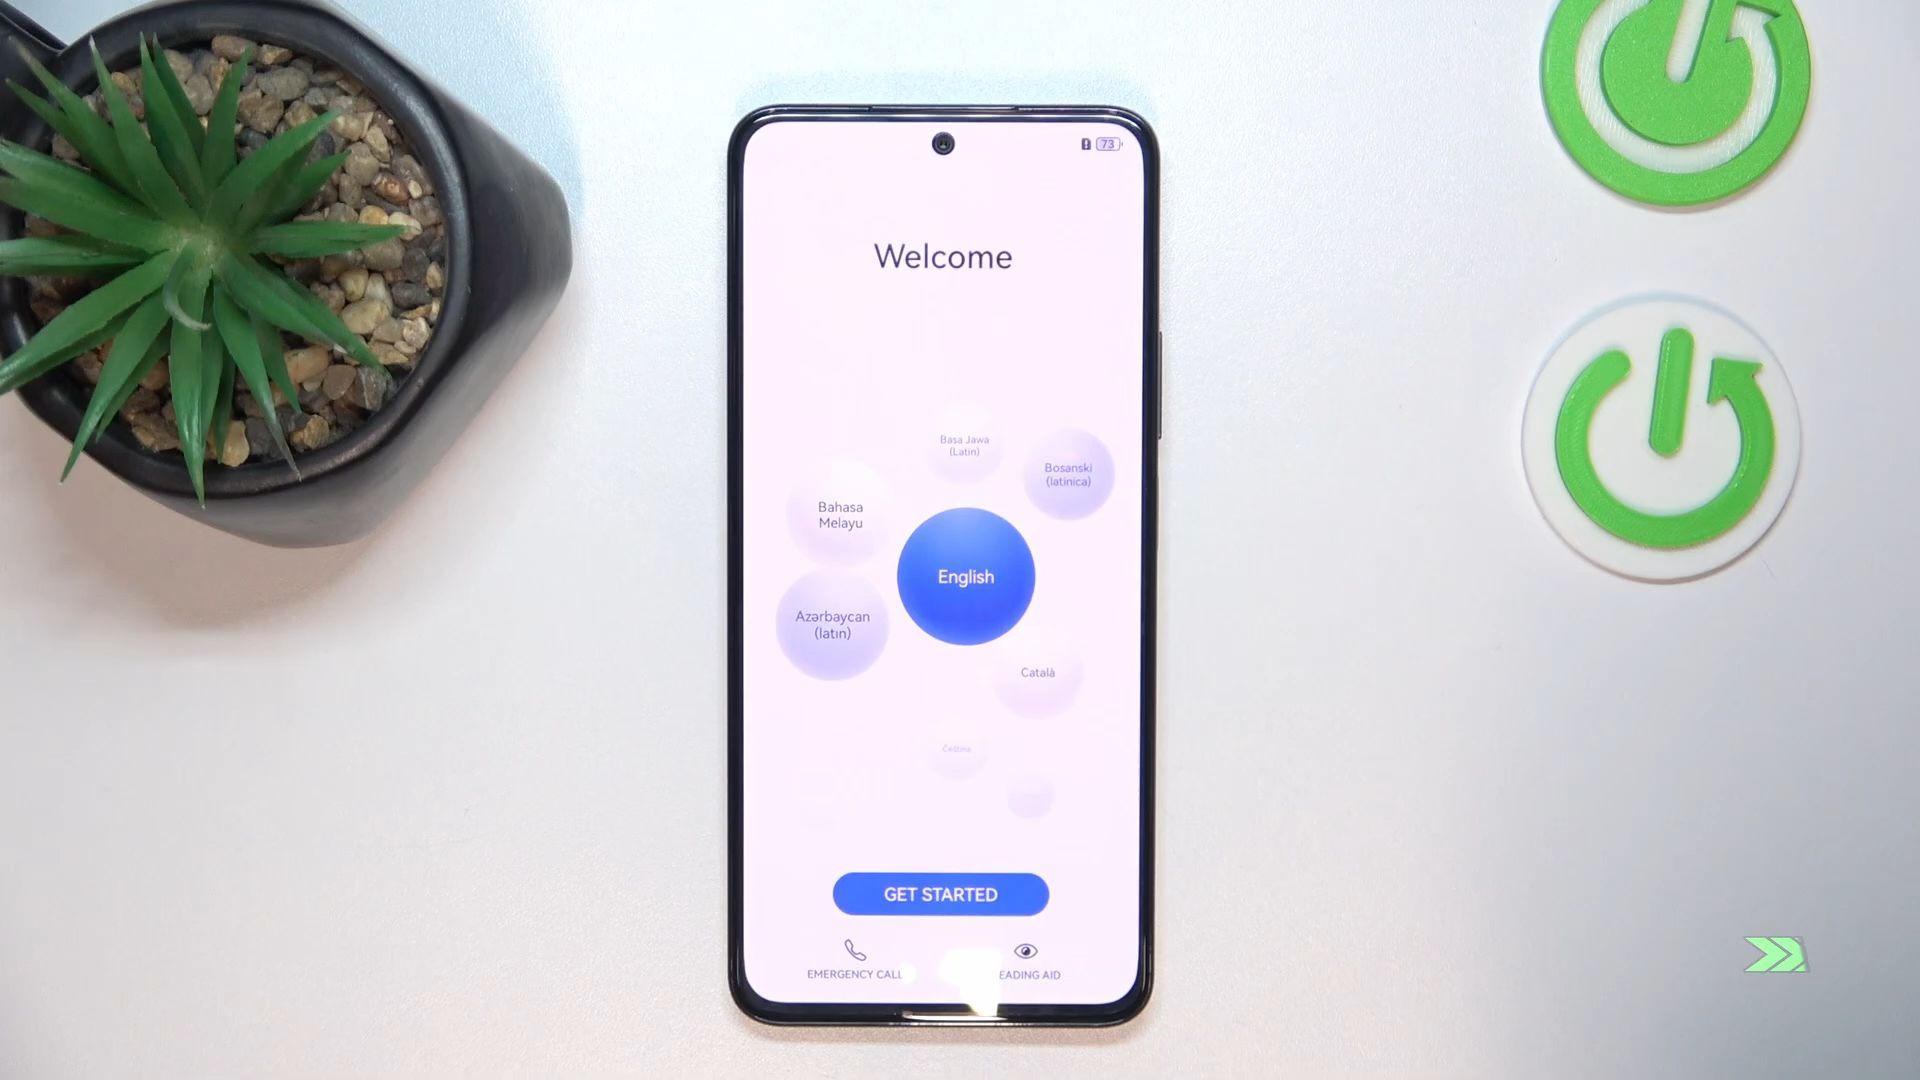 73
Welcome
Basa Jawa
(Latin)
Bosanski
(latinica)
Bahasa
Melayu
English
Azərbaycan
(latın)
Català
Čeština
GET STARTED
EMERGENCY CALL
EADING AID